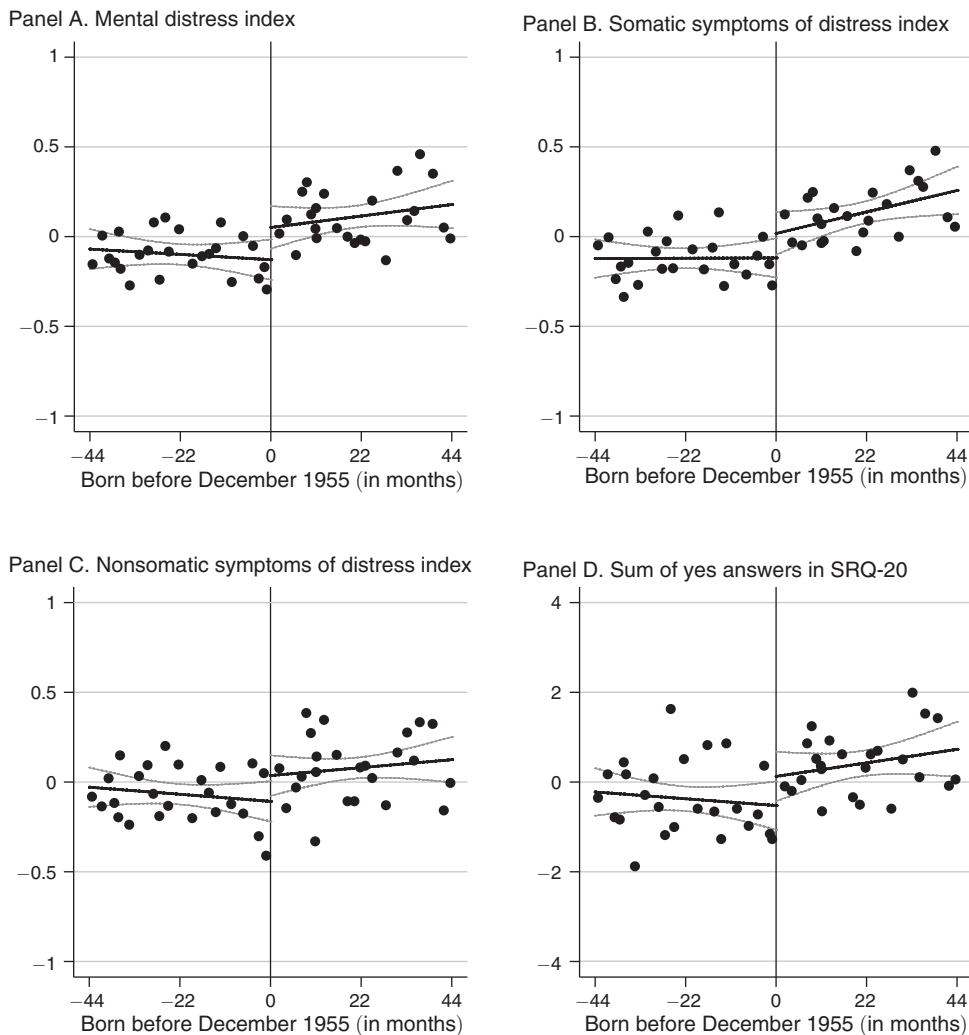 Panel A. Mental distress index
1
0.5
0
−0.5
−1
−44 −22 0 22 44
Born before December 1955 (in months)
Panel B. Somatic symptoms of distress index
1
0.5
0
−0.5
−1
−44 −22 0 22 44
Born before December 1955 (in months)
Panel C. Nonsomatic symptoms of distress index
1
0.5
0
−0.5
−1
−44 −22 0 22 44
Born before December 1955 (in months)
Panel D. Sum of yes answers in SRQ-20
4
2
0
−2
−4
−44 −22 0 22 44
Born before December 1955 (in months)